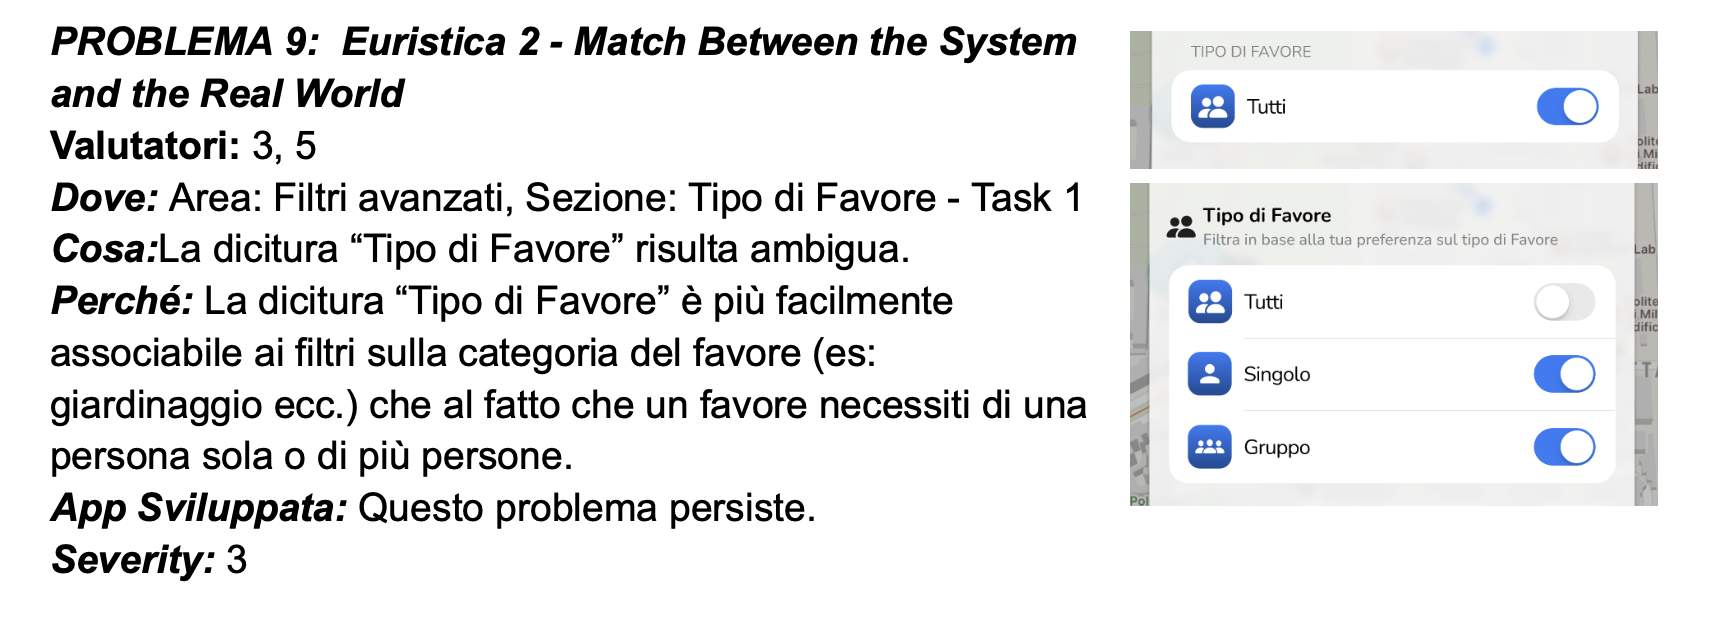 PROBLEMA 9: Euristica 2 - Match Between the System
and the Real World
Valutatori: 3, 5
Dove: Area: Filtri avanzati, Sezione: Tipo di Favore - Task 1
Cosa:La dicitura “Tipo di Favore” risulta ambigua.
Perché: La dicitura “Tipo di Favore” è più facilmente
associabile ai filtri sulla categoria del favore (es:
giardinaggio ecc.) che al fatto che un favore necessiti di una
persona sola o di più persone.
App Sviluppata: Questo problema persiste.
Severity: 3
TIPO DI FAVORE
Tutti
Lab
Tipo di Favore
Filtra in base alla tua preferenza sul tipo di Favore
Tutti
Singolo
Gruppo
Lab
Pol